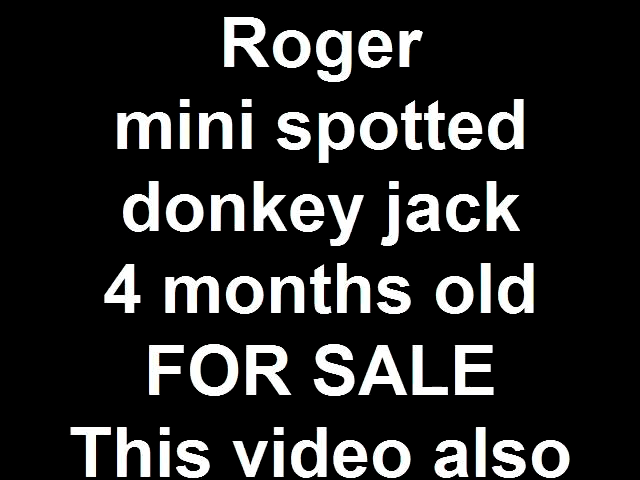 Roger
mini spotted
donkey jack
4 months old
FOR SALE
This video also